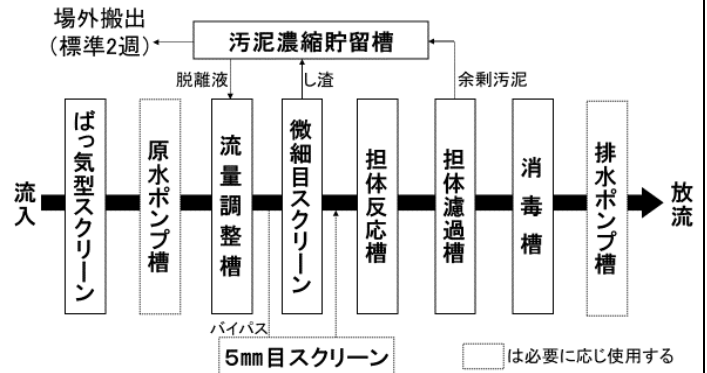 場外搬出
(標準2週)
汚泥濃縮貯留槽
脱離液
し渣
余剰汚泥
流入
ばっ気型スクリーン
原水ポンプ槽
流量調整槽
微細目スクリーン
担体反応槽
担体濾過槽
消毒槽
排水ポンプ槽
放流
バイパス
5mm目スクリーン
は必要に応じ使用する